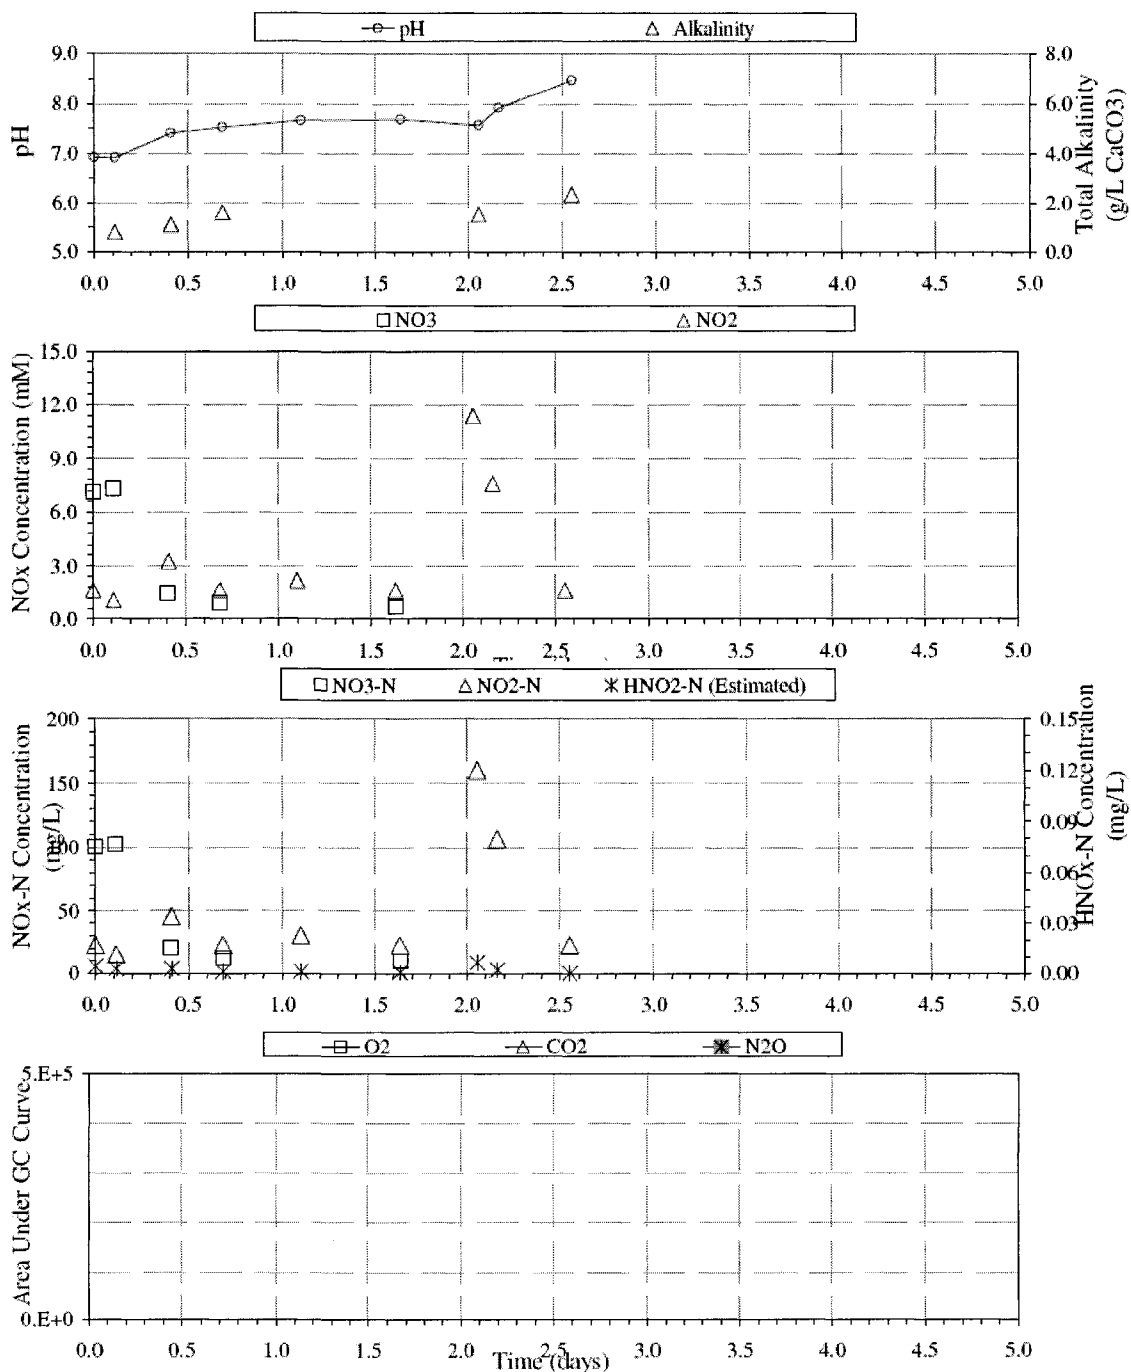 pH Alkalinity
9.0 8.0
8.0 6.0
7.0 4.0
6.0 2.0
5.0 0.0
pH
Total Alkalinity
(g/L CaCO3)
0.0 0.5 1.0 1.5 2.0 2.5 3.0 3.5 4.0 4.5 5.0
NO3 NO2
15.0
12.0
9.0
6.0
3.0
0.0
NOx Concentration (mM)
0.0 0.5 1.0 1.5 2.0 2.5 3.0 3.5 4.0 4.5 5.0
NO3-N NO2-N HNO2-N (Estimated)
200 0.15
150 0.12
100 0.09
50 0.06
0 0.03
0.00
NOx-N Concentration
(mg/L)
HNOx-N Concentration
(mg/L)
0.0 0.5 1.0 1.5 2.0 2.5 3.0 3.5 4.0 4.5 5.0
O2 CO2 N2O
5.E+5
0.E+0
Area Under GC Curve
0.0 0.5 1.0 1.5 2.0 2.5 3.0 3.5 4.0 4.5 5.0
Time (days)